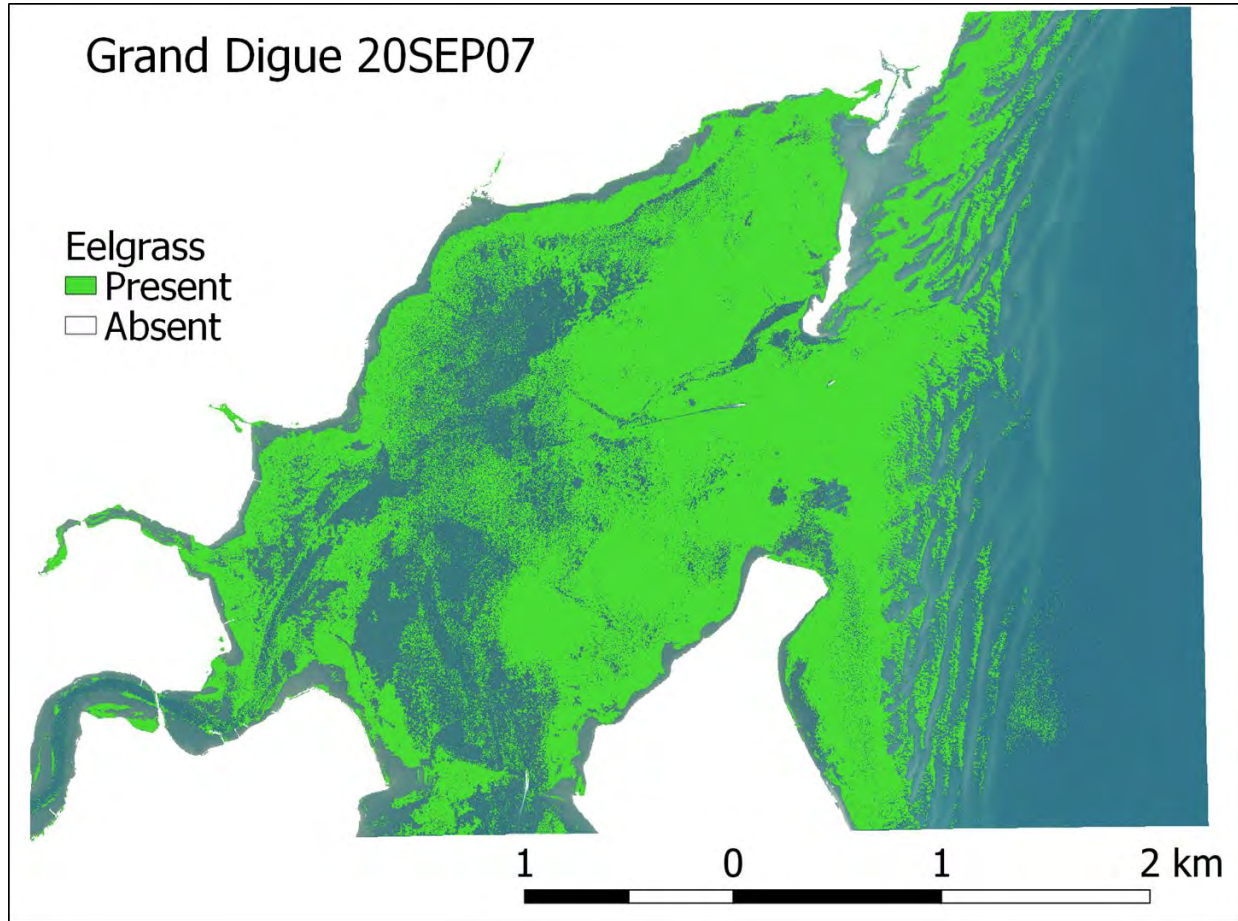 Grand Digue 20SEP07
Eelgrass
Present
Absent
1 0 1 2 km